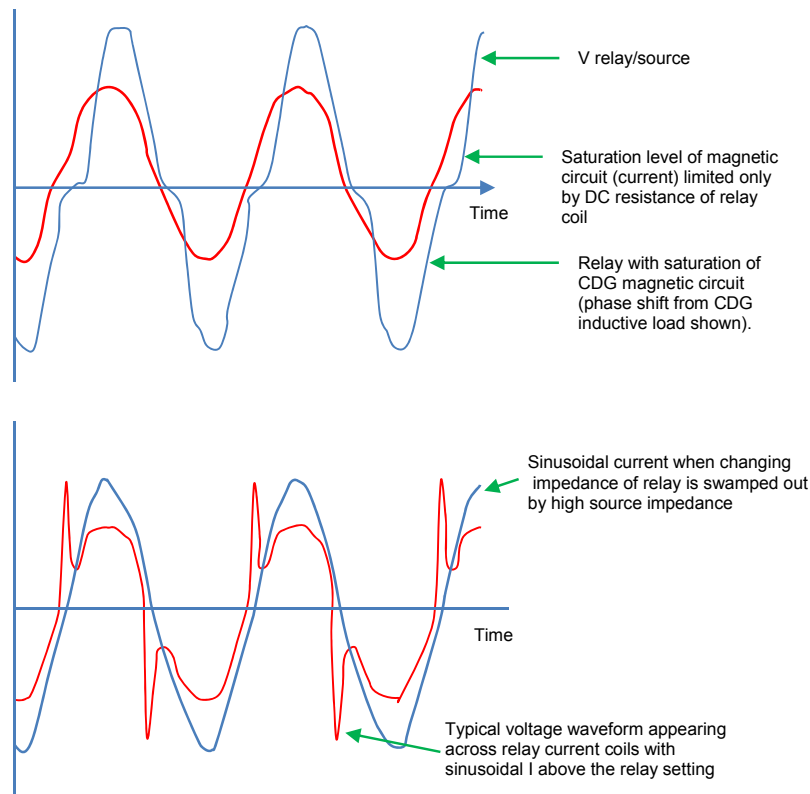 V relay/source
Saturation level of magnetic
circuit (current) limited only
by DC resistance of relay
coil
Time
Relay with saturation of
CDG magnetic circuit
(phase shift from CDG
inductive load shown).
Sinusoidal current when changing
impedance of relay is swamped out
by high source impedance
Time
Typical voltage waveform appearing
across relay current coils with
sinusoidal I above the relay setting